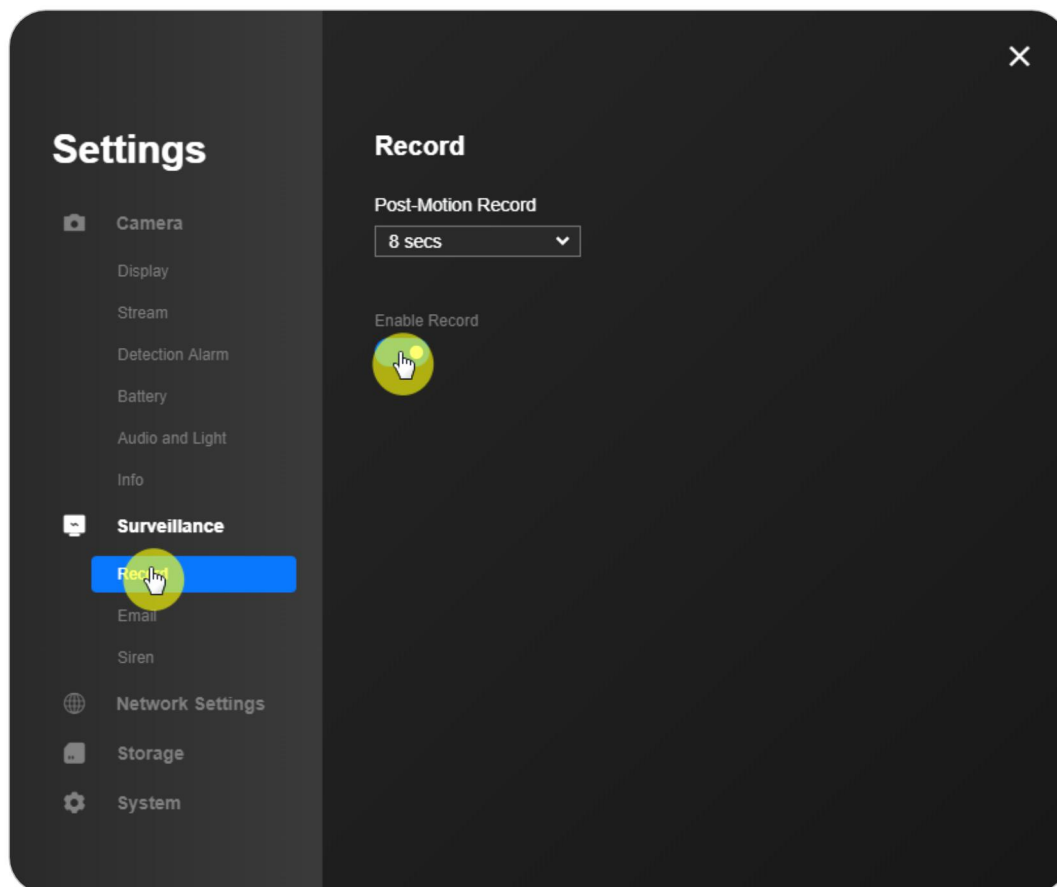 Settings
Camera
Display
Stream
Detection Alarm
Battery
Audio and Light
Info
Surveillance
Record
Email
Siren
Network Settings
Storage
System
Record
Post-Motion Record
8 secs
Enable Record